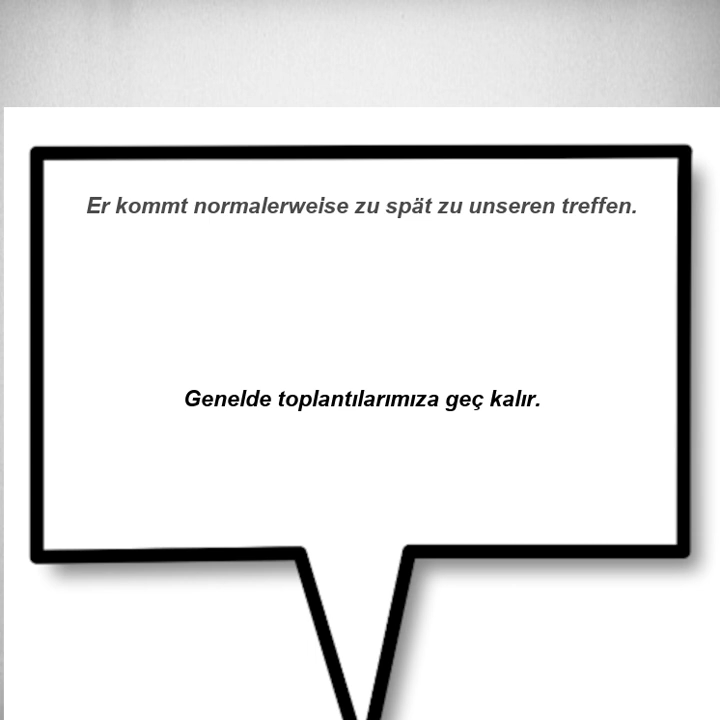 Er kommt normalerweise zu spät zu unseren treffen.
Genelde toplantılarımıza geç kalır.